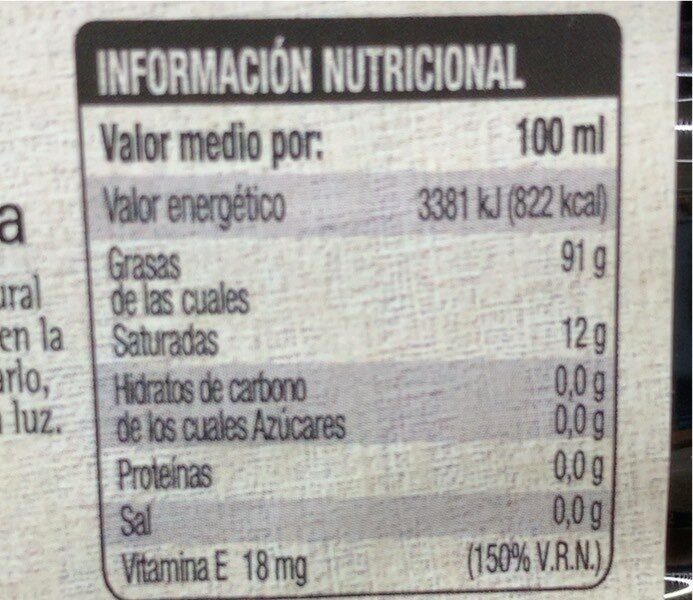 INFORMACIÓN NUTRICIONAL
Valor medio por: 100 ml
Valor energético 3381 kJ (822 kcal)
Grasas 91 g
de las cuales
Saturadas 12 g
Hidratos de carbono 0,0 g
de los cuales Azúcares 0,0 g
Proteínas 0,0 g
Sal 0,0 g
Vitamina E 18 mg (150% V.R.N.)
a
ural
en la
arlo,
luz.